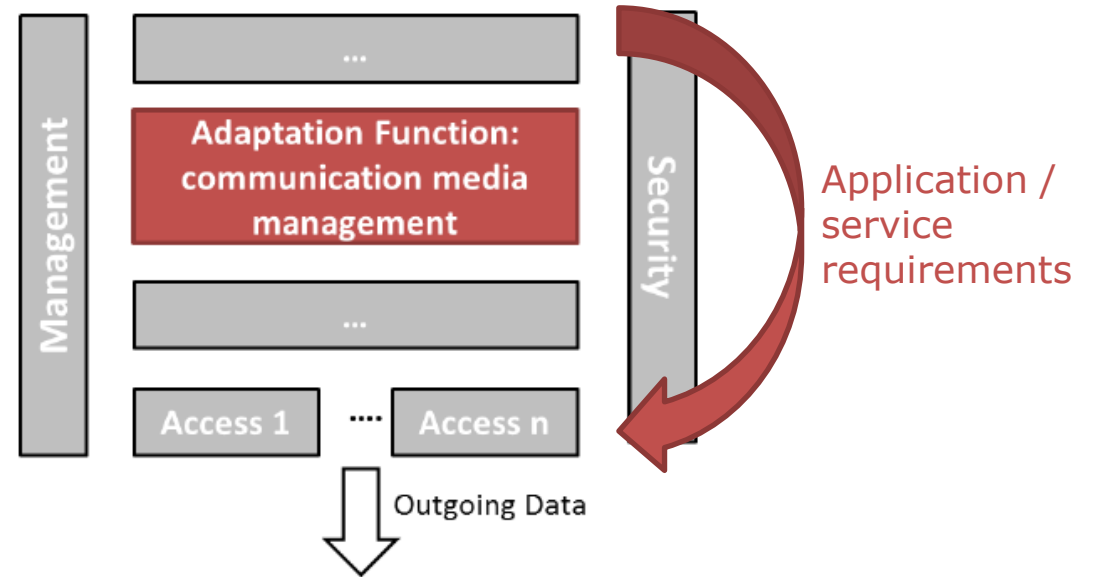 Management
...
Adaptation Function:
communication media
management
...
Access 1
....
Access n
Security
Application /
service
requirements
Outgoing Data